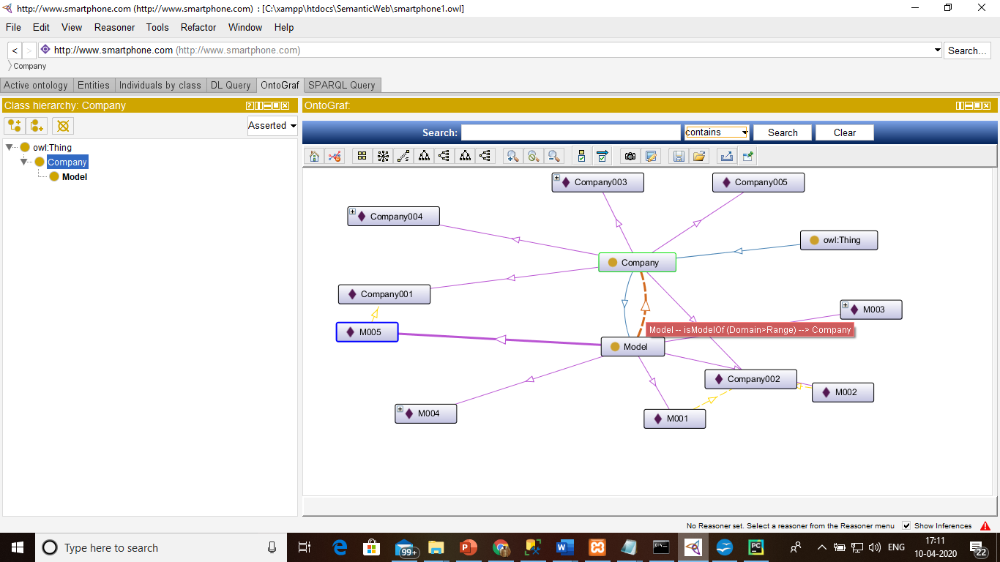 http://www.smartphone.com (http://www.smartphone.com) : [C:\xampp\htdocs\SemanticWeb\smartphone1.owl]
File Edit View Reasoner Tools Refactor Window Help
< > http://www.smartphone.com (http://www.smartphone.com) Search...
Company
Active ontology Entities Individuals by class DL Query OntoGraf SPARQL Query
Class hierarchy: Company
Asserted
owl:Thing
Company
Model
OntoGraf:
Search: contains Search Clear
Company003
Company005
Company004
owl:Thing
Company
Company001
M003
M005
Model -- isModelOf (Domain>Range) --> Company
Model
Company002
M002
M004
M001
No Reasoner set. Select a reasoner from the Reasoner menu Show Inferences
Type here to search
99+
ENG
17:11
10-04-2020
22